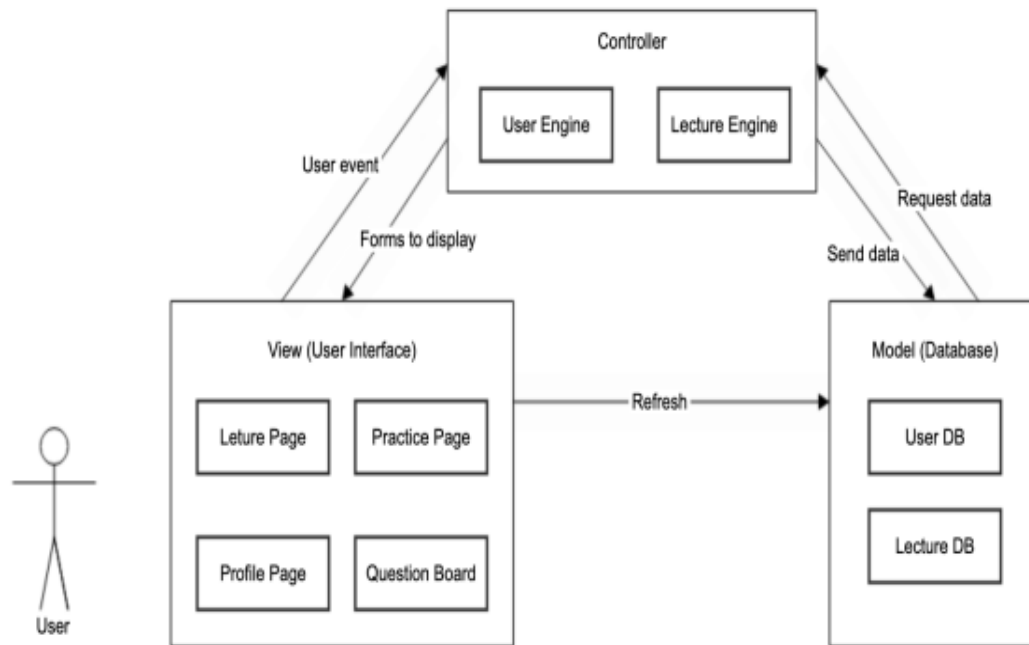 Controller
User Engine
Lecture Engine
User event
Request data
Forms to display
Send data
View (User Interface)
Model (Database)
Refresh
Leture Page
Practice Page
User DB
Profile Page
Question Board
Lecture DB
User